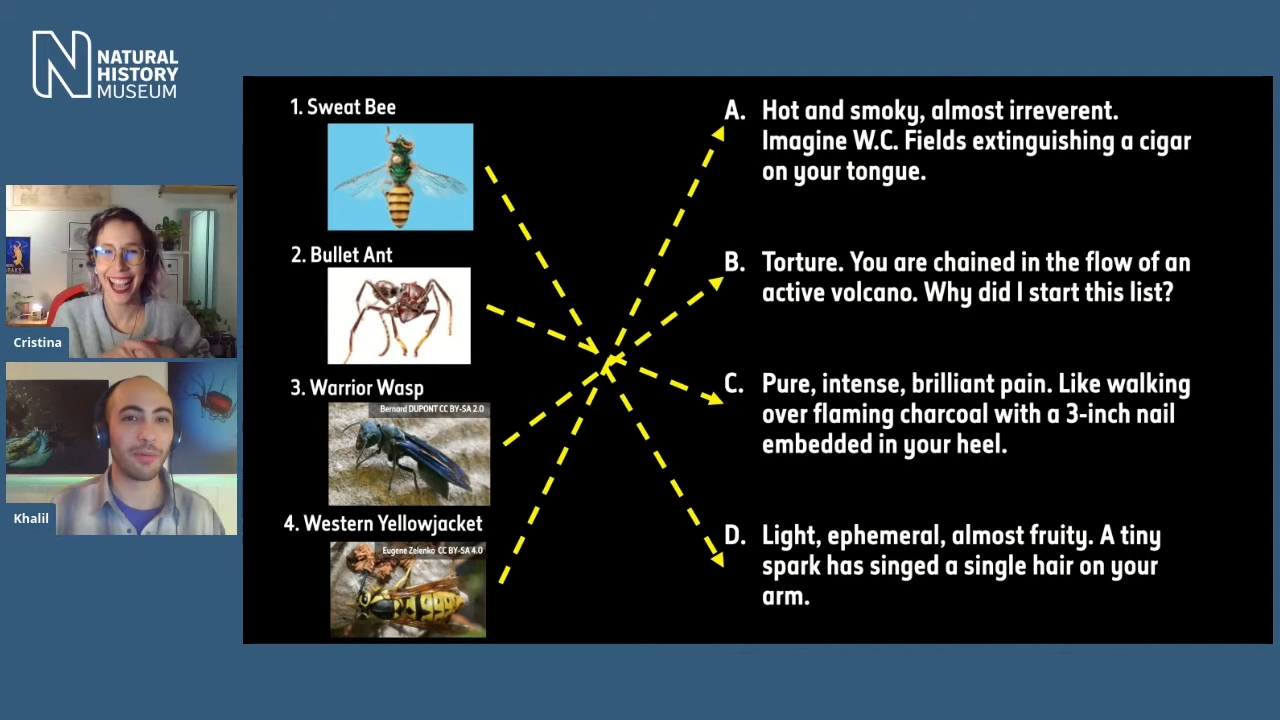 NATURAL
HISTORY
MUSEUM
Cristina
Khalil
1. Sweat Bee
2. Bullet Ant
3. Warrior Wasp
Bernard DUPONT CC BY-SA 2.0
4. Western Yellowjacket
Eugene Zelenko CC BY-SA 4.0
A. Hot and smoky, almost irreverent.
Imagine W.C. Fields extinguishing a cigar
on your tongue.
B. Torture. You are chained in the flow of an
active volcano. Why did I start this list?
C. Pure, intense, brilliant pain. Like walking
over flaming charcoal with a 3-inch nail
embedded in your heel.
D. Light, ephemeral, almost fruity. A tiny
spark has singed a single hair on your
arm.